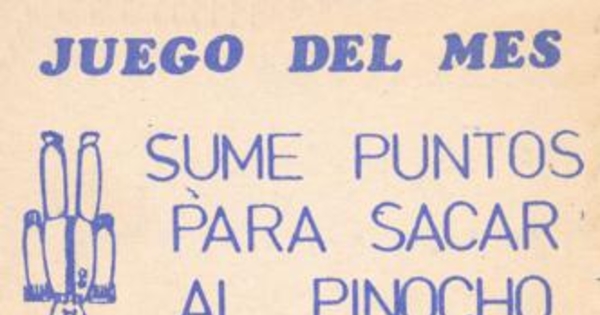 JUEGO DEL MES
SUME PUNTOS
PARA SACAR
AL PINOCHO